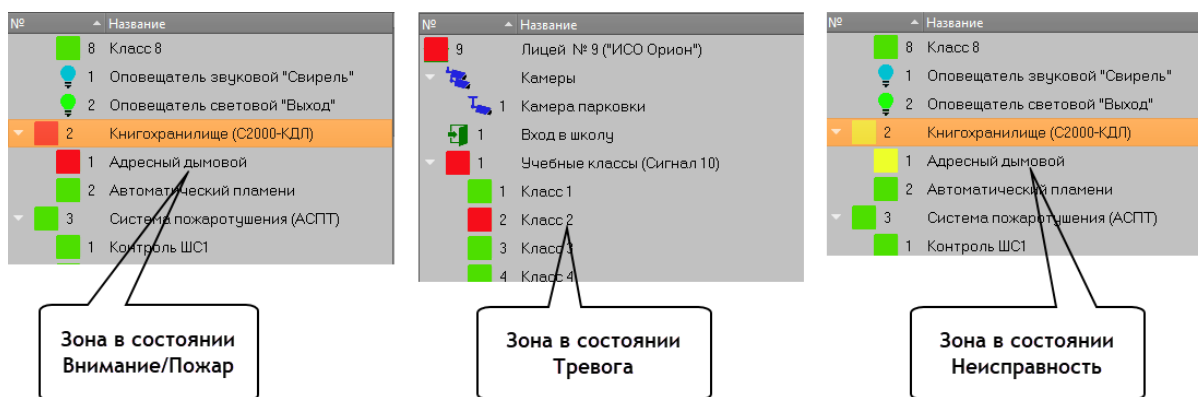 № Название
8 Класс 8
1 Оповещатель звуковой "Свирель"
2 Оповещатель световой "Выход"
2 Книгохранилище (С2000-КДЛ)
1 Адресный дымовой
2 Автоматический пламени
3 Система пожаротушения (АСПТ)
1 Контроль ШС1
Зона в состоянии
Внимание/Пожар
№ Название
9 Лицей № 9 ("ИСО Орион")
Камеры
1 Камера парковки
1 Вход в школу
1 Учебные классы (Сигнал 10)
1 Класс 1
2 Класс 2
3 Класс 3
4 Класс 4
Зона в состоянии
Тревога
№ Название
8 Класс 8
1 Оповещатель звуковой "Свирель"
2 Оповещатель световой "Выход"
2 Книгохранилище (С2000-КДЛ)
1 Адресный дымовой
2 Автоматический пламени
3 Система пожаротушения (АСПТ)
1 Контроль ШС1
Зона в состоянии
Неисправность